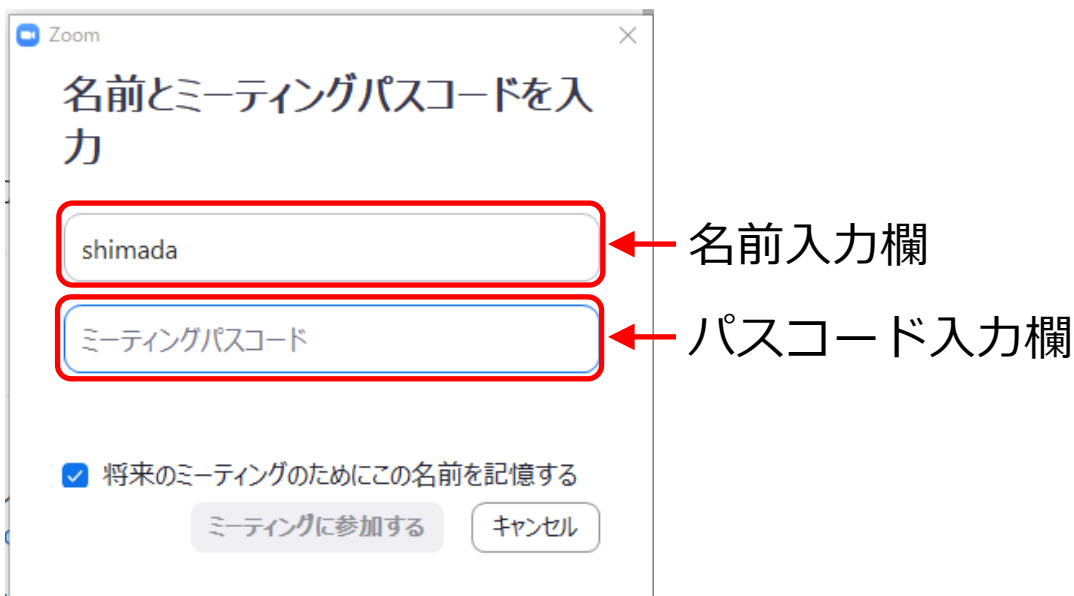 Zoom
名前とミーティングパスコードを入
力
shimada
名前入力欄
ミーティングパスコード
パスコード入力欄
将来のミーティングのためにこの名前を記憶する
ミーティングに参加する
キャンセル